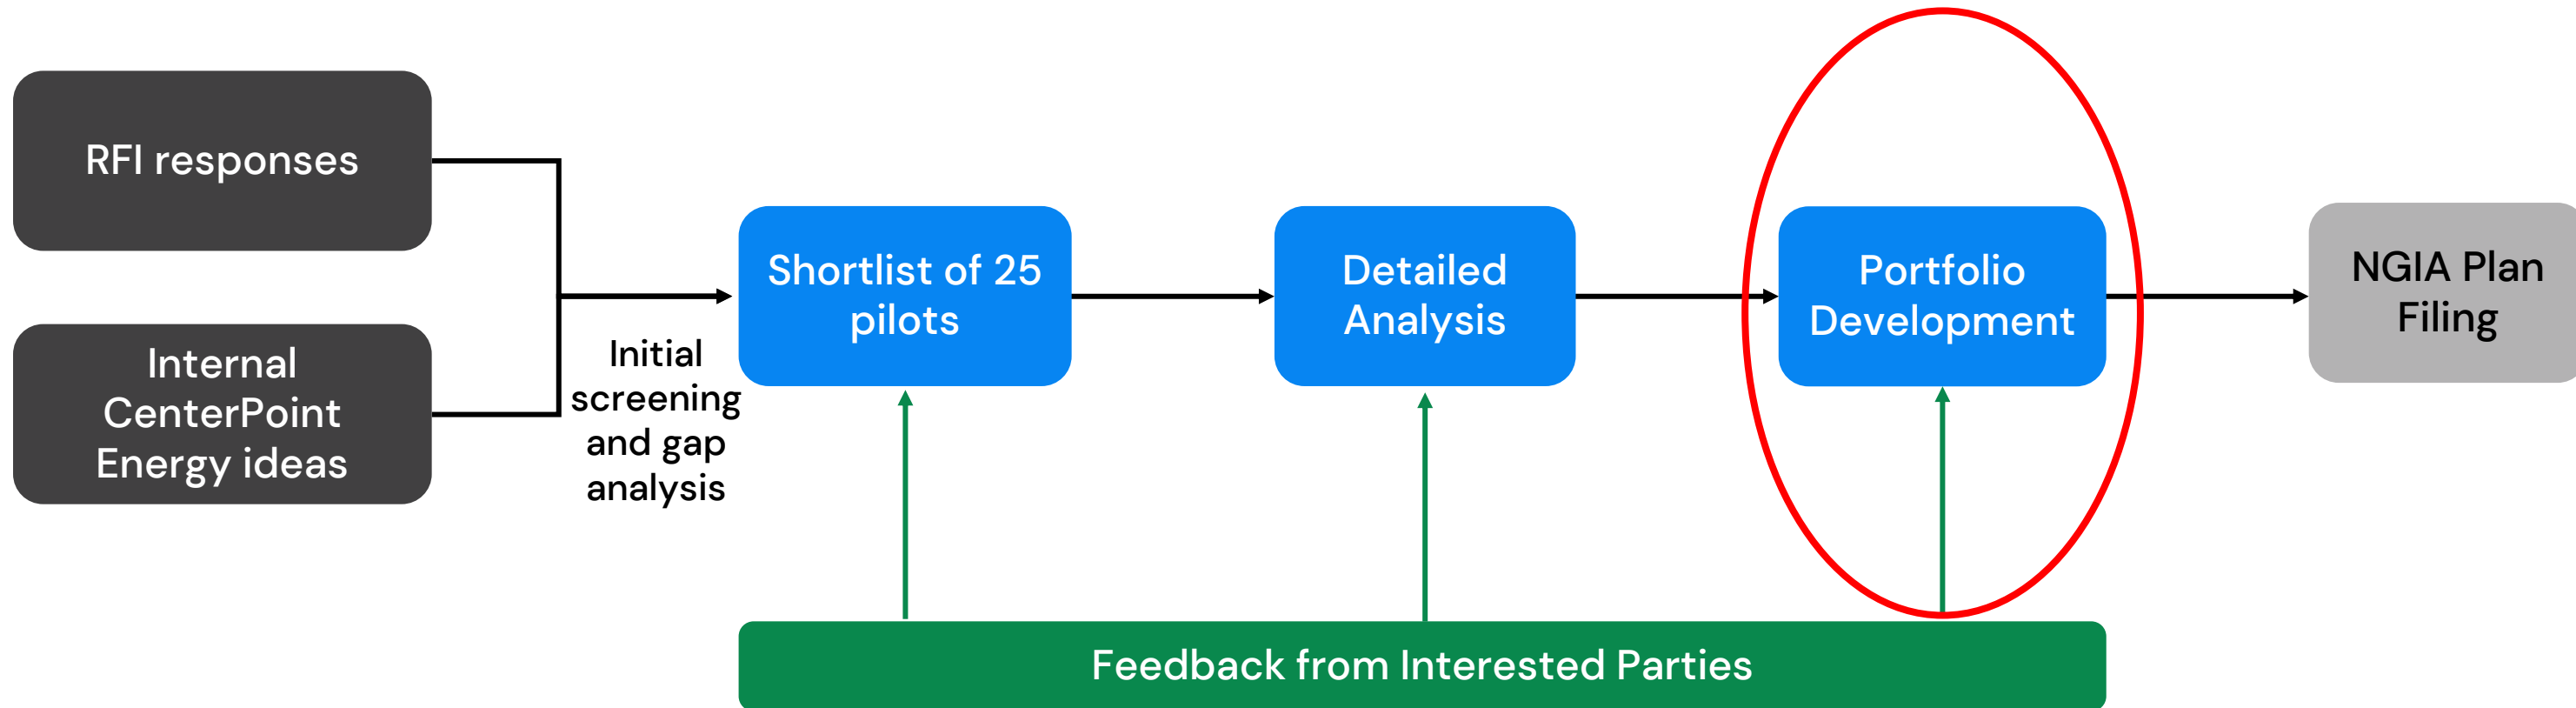 RFI responses
Internal
CenterPoint
Energy ideas
Initial
screening
and gap
analysis
Shortlist of 25
pilots
Detailed
Analysis
Portfolio
Development
NGIA Plan
Filing
Feedback from Interested Parties